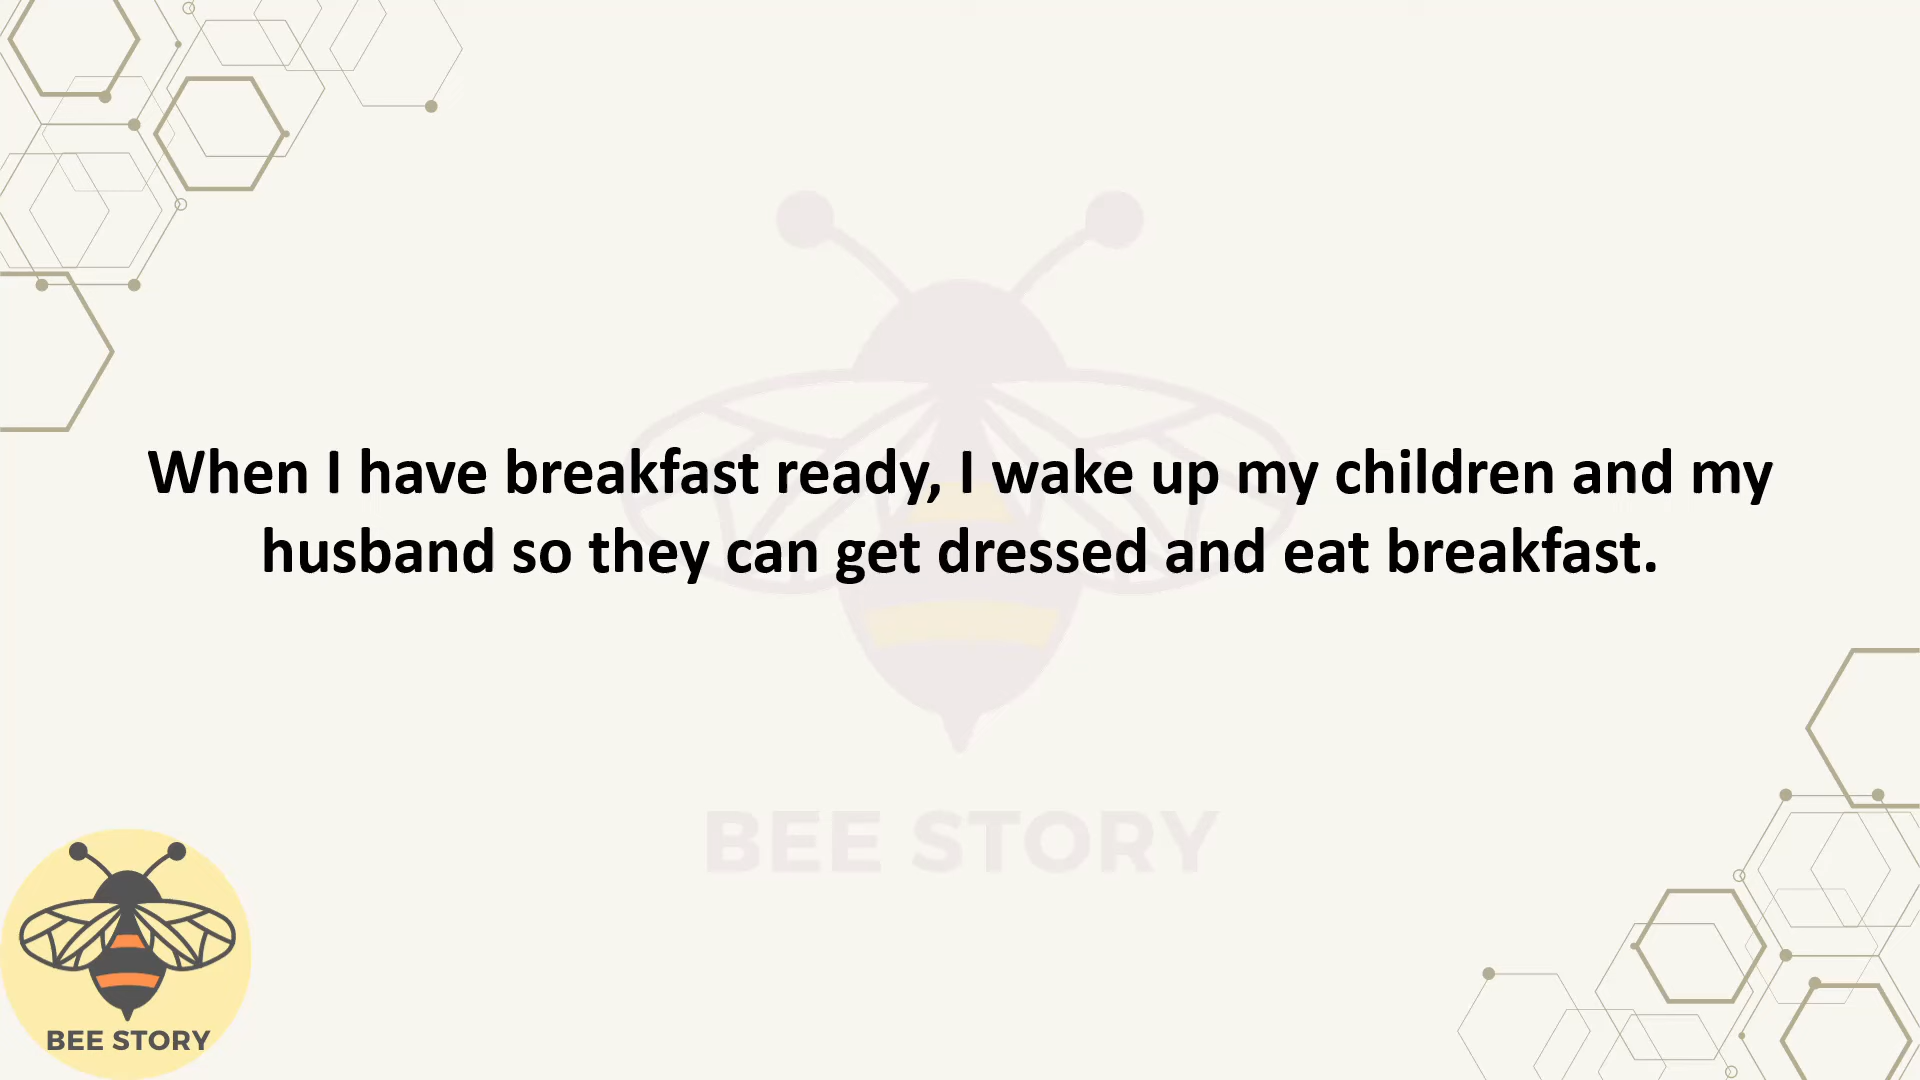 When I have breakfast ready, I wake up my children and my
husband so they can get dressed and eat breakfast.
BEE STORY
BEE STORY